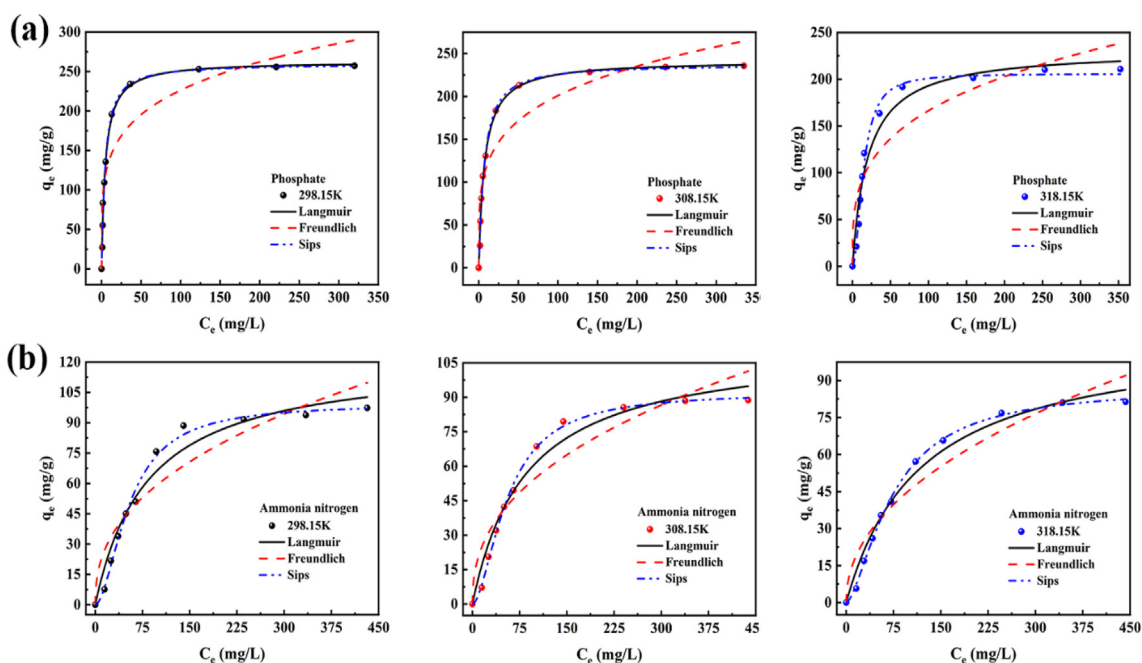 (a)
300
250
200
150
100
50
0
qe (mg/g)
Phosphate
298.15K
Langmuir
Freundlich
Sips
0 50 100 150 200 250 300 350
Ce (mg/L)
250
200
150
100
50
0
qe (mg/g)
Phosphate
308.15K
Langmuir
Freundlich
Sips
0 50 100 150 200 250 300 350
Ce (mg/L)
250
225
200
175
150
125
100
75
50
25
0
qe (mg/g)
Phosphate
318.15K
Langmuir
Freundlich
Sips
0 50 100 150 200 250 300 350
Ce (mg/L)
(b)
120
105
90
75
60
45
30
15
0
qe (mg/g)
Ammonia nitrogen
298.15K
Langmuir
Freundlich
Sips
0 75 150 225 300 375 450
Ce (mg/L)
105
90
75
60
45
30
15
0
qe (mg/g)
Ammonia nitrogen
308.15K
Langmuir
Freundlich
Sips
0 75 150 225 300 375 450
Ce (mg/L)
90
75
60
45
30
15
0
qe (mg/g)
Ammonia nitrogen
318.15K
Langmuir
Freundlich
Sips
0 75 150 225 300 375 450
Ce (mg/L)